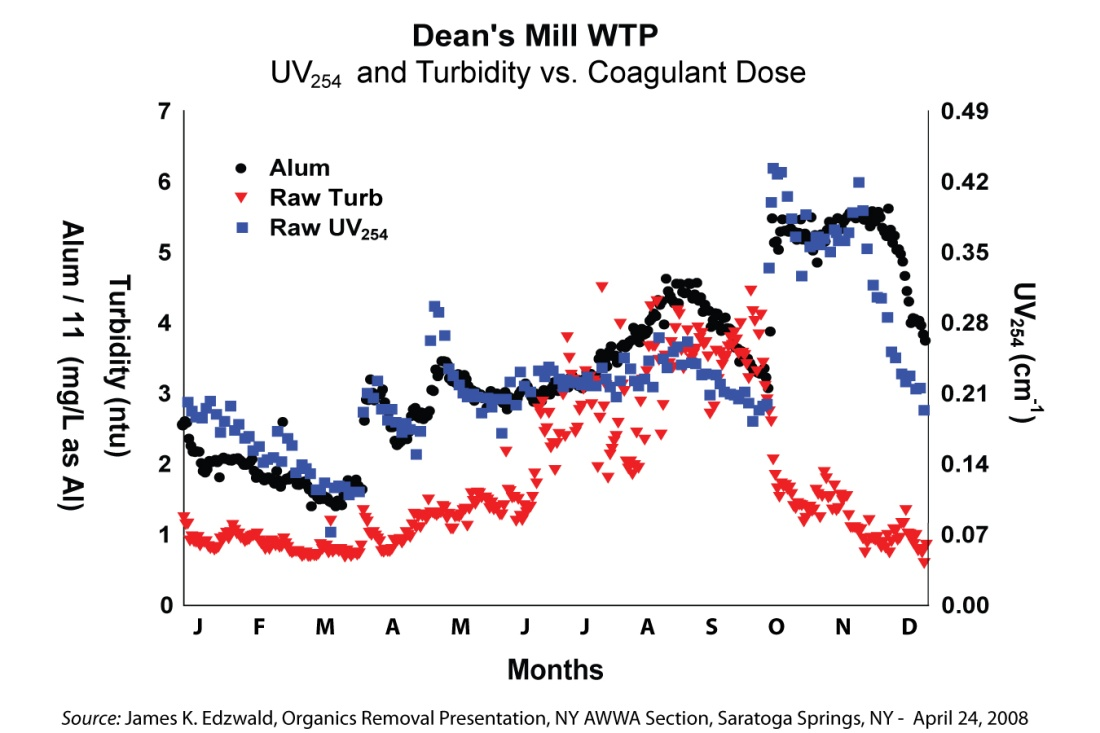 Dean's Mill WTP
UV254 and Turbidity vs. Coagulant Dose
Alum / 11 (mg/L as Al)
Turbidity (ntu)
7
6
5
4
3
2
1
0
Alum
Raw Turb
Raw UV254
0.49
0.42
0.35
0.28
0.21
0.14
0.07
0.00
UV254 (cm-1)
J F M A M J J A S O N D
Months
Source: James K. Edzwald, Organics Removal Presentation, NY AWWA Section, Saratoga Springs, NY - April 24, 2008